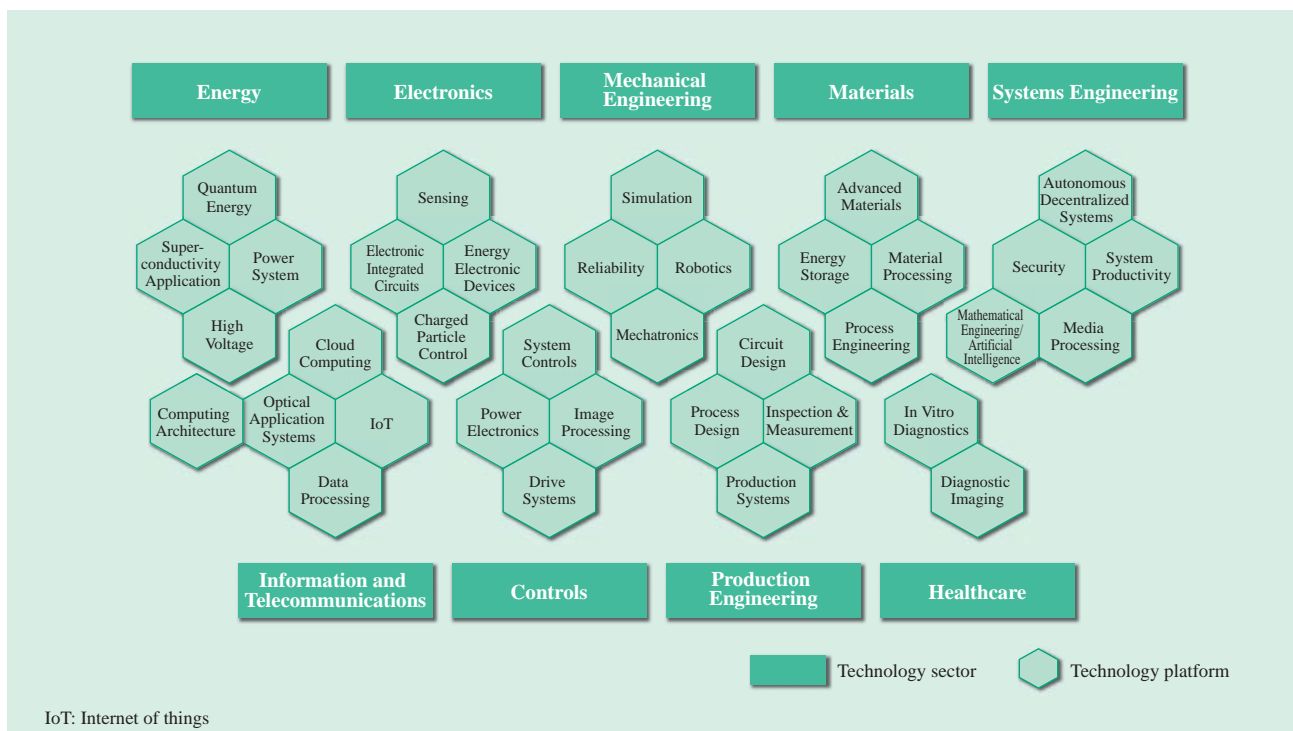 Energy
Electronics
Mechanical
Engineering
Materials
Systems Engineering
Quantum
Energy
Super-
conductivity
Application
Power
System
High
Voltage
Sensing
Electronic
Integrated
Circuits
Energy
Electronic
Devices
Charged
Particle
Control
Simulation
Reliability
Robotics
Mechatronics
Advanced
Materials
Energy
Storage
Material
Processing
Process
Engineering
Autonomous
Decentralized
Systems
Security
System
Productivity
Mathematical
Engineering/
Artificial
Intelligence
Media
Processing
Cloud
Computing
Computing
Architecture
Optical
Application
Systems
IoT
Data
Processing
System
Controls
Power
Electronics
Image
Processing
Drive
Systems
Circuit
Design
Process
Design
Inspection &
Measurement
Production
Systems
In Vitro
Diagnostics
Diagnostic
Imaging
Information and
Telecommunications
Controls
Production
Engineering
Healthcare
Technology sector
Technology platform
IoT: Internet of things